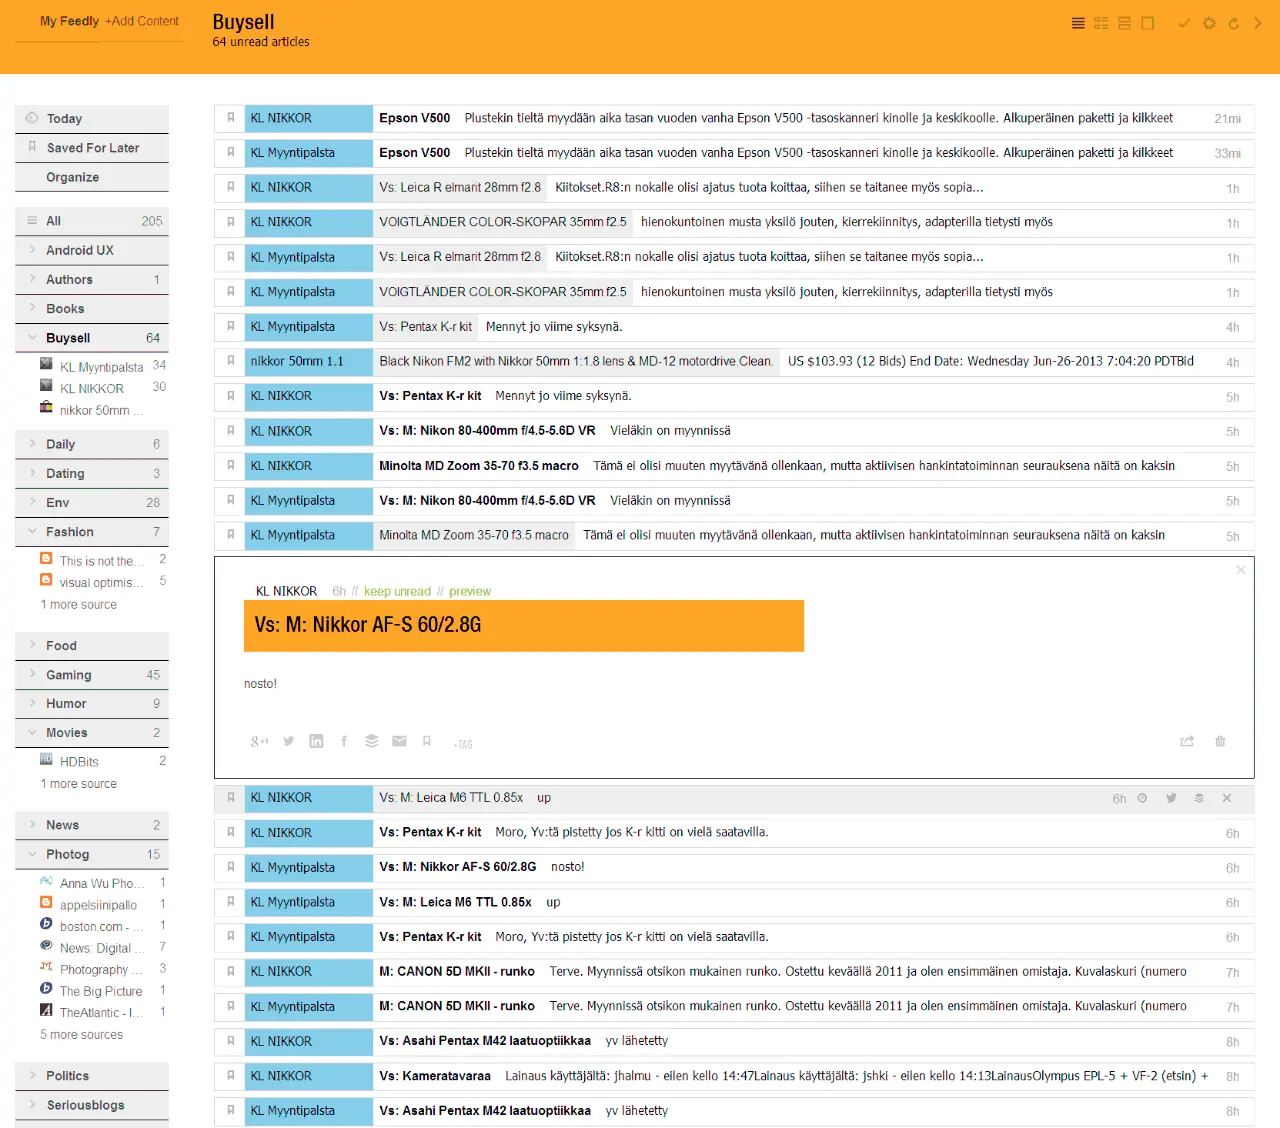 My Feedly +Add Content
Buysell
64 unread articles
Today
Saved For Later
Organize
All 205
Android UX
Authors 1
Books
Buysell 64
KL Myyntipalsta 34
KL NIKKOR 30
nikkor 50mm ...
Daily 6
Dating 3
Env 28
Fashion 7
This is not the... 2
visual optimis... 5
1 more source
Food
Gaming 45
Humor 9
Movies 2
HDBits 2
1 more source
News 2
Photog 15
Anna Wu Pho... 1
appelsiinipallo 1
boston.com - ... 1
News: Digital ... 7
Photography ... 3
The Big Picture 1
TheAtlantic - I... 1
5 more sources
Politics
Seriousblogs
KL NIKKOR Epson V500 Plustekin tieltä myydään aika tasan vuoden vanha Epson V500 -tasoskanneri kinolle ja keskikoolle. Alkuperäinen paketti ja kilkkeet 21mi
KL Myyntipalsta Epson V500 Plustekin tieltä myydään aika tasan vuoden vanha Epson V500 -tasoskanneri kinolle ja keskikoolle. Alkuperäinen paketti ja kilkkeet 33mi
KL NIKKOR Vs: Leica R elmarit 28mm f2.8 Kiitokset.R8:n nokalle olisi ajatus tuota koittaa, siihen se taitanee myös sopia... 1h
KL NIKKOR VOIGTLÄNDER COLOR-SKOPAR 35mm f2.5 hienokuntoinen musta yksilö jouten, kierrekiinnitys, adapterilla tietysti myös 1h
KL Myyntipalsta Vs: Leica R elmarit 28mm f2.8 Kiitokset.R8:n nokalle olisi ajatus tuota koittaa, siihen se taitanee myös sopia... 1h
KL Myyntipalsta VOIGTLÄNDER COLOR-SKOPAR 35mm f2.5 hienokuntoinen musta yksilö jouten, kierrekiinnitys, adapterilla tietysti myös 1h
KL Myyntipalsta Vs: Pentax K-r kit Mennyt jo viime syksynä. 4h
nikkor 50mm 1.1 Black Nikon FM2 with Nikkor 50mm 1:1.8 lens & MD-12 motordrive.Clean. US $103.93 (12 Bids) End Date: Wednesday Jun-26-2013 7:04:20 PDTBid 4h
KL NIKKOR Vs: Pentax K-r kit Mennyt jo viime syksynä. 5h
KL NIKKOR Vs: M: Nikon 80-400mm f/4.5-5.6D VR Vieläkin on myynnissä 5h
KL NIKKOR Minolta MD Zoom 35-70 f3.5 macro Tämä ei olisi muuten myytävänä ollenkaan, mutta aktiivisen hankintatoiminnan seurauksena näitä on kaksin 5h
KL Myyntipalsta Vs: M: Nikon 80-400mm f/4.5-5.6D VR Vieläkin on myynnissä 5h
KL Myyntipalsta Minolta MD Zoom 35-70 f3.5 macro Tämä ei olisi muuten myytävänä ollenkaan, mutta aktiivisen hankintatoiminnan seurauksena näitä on kaksin 5h
KL NIKKOR 6h // keep unread // preview
Vs: M: Nikkor AF-S 60/2.8G
nosto!
+TAG
KL NIKKOR Vs: M: Leica M6 TTL 0.85x up 6h
KL NIKKOR Vs: Pentax K-r kit Moro, Yv:tä pistetty jos K-r kitti on vielä saatavilla. 6h
KL Myyntipalsta Vs: M: Nikkor AF-S 60/2.8G nosto! 6h
KL Myyntipalsta Vs: M: Leica M6 TTL 0.85x up 6h
KL Myyntipalsta Vs: Pentax K-r kit Moro, Yv:tä pistetty jos K-r kitti on vielä saatavilla. 6h
KL NIKKOR M: CANON 5D MKII - runko Terve. Myynnissä otsikon mukainen runko. Ostettu keväällä 2011 ja olen ensimmäinen omistaja. Kuvalaskuri (numero 7h
KL Myyntipalsta M: CANON 5D MKII - runko Terve. Myynnissä otsikon mukainen runko. Ostettu keväällä 2011 ja olen ensimmäinen omistaja. Kuvalaskuri (numero 7h
KL NIKKOR Vs: Asahi Pentax M42 laatuoptiikkaa yv lähetetty 8h
KL NIKKOR Vs: Kameratavaraa Lainaus käyttäjältä: jhalmu - eilen kello 14:47Lainaus käyttäjältä: jshki - eilen kello 14:13LainausOlympus EPL-5 + VF-2 (etsin) + 8h
KL Myyntipalsta Vs: Asahi Pentax M42 laatuoptiikkaa yv lähetetty 8h